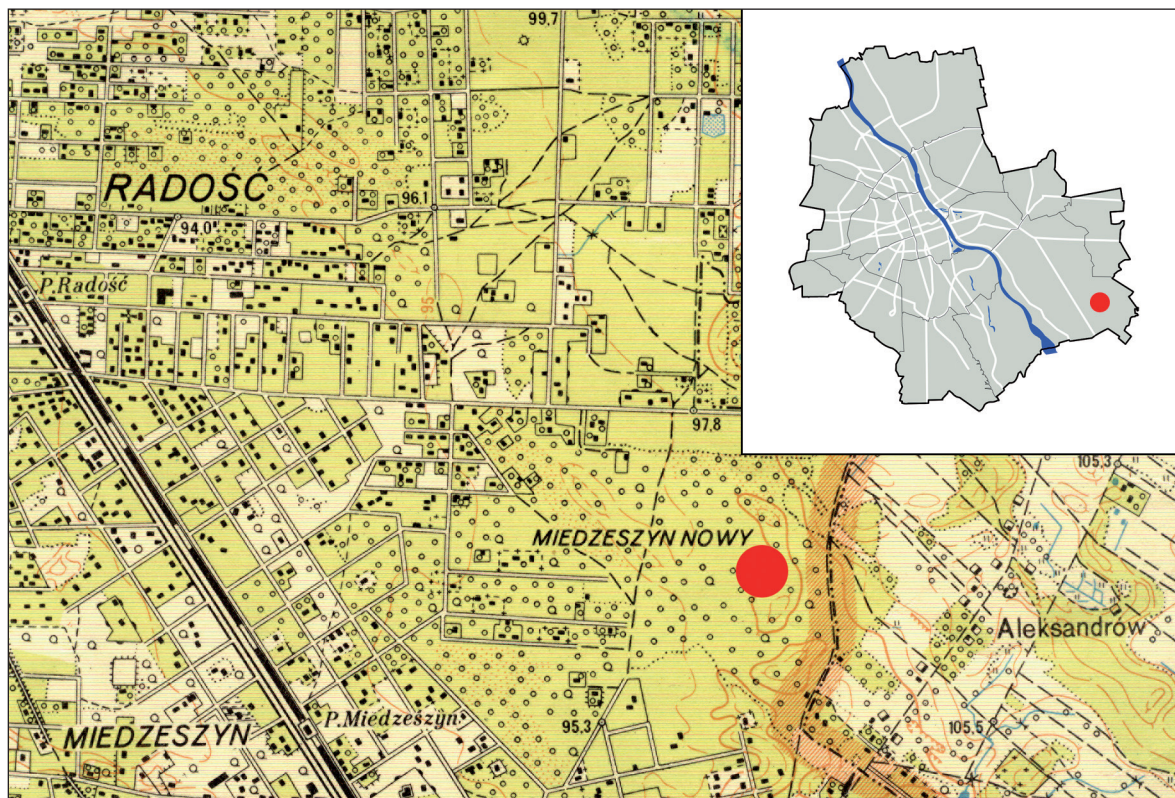 99,7
RADOŚĆ
96,1
94.0
P.Radość
95
97,8
105.3
MIEDZESZYN NOWY
Aleksandrów
P.Miedzeszyn
MIEDZESZYN
95.3
105.5